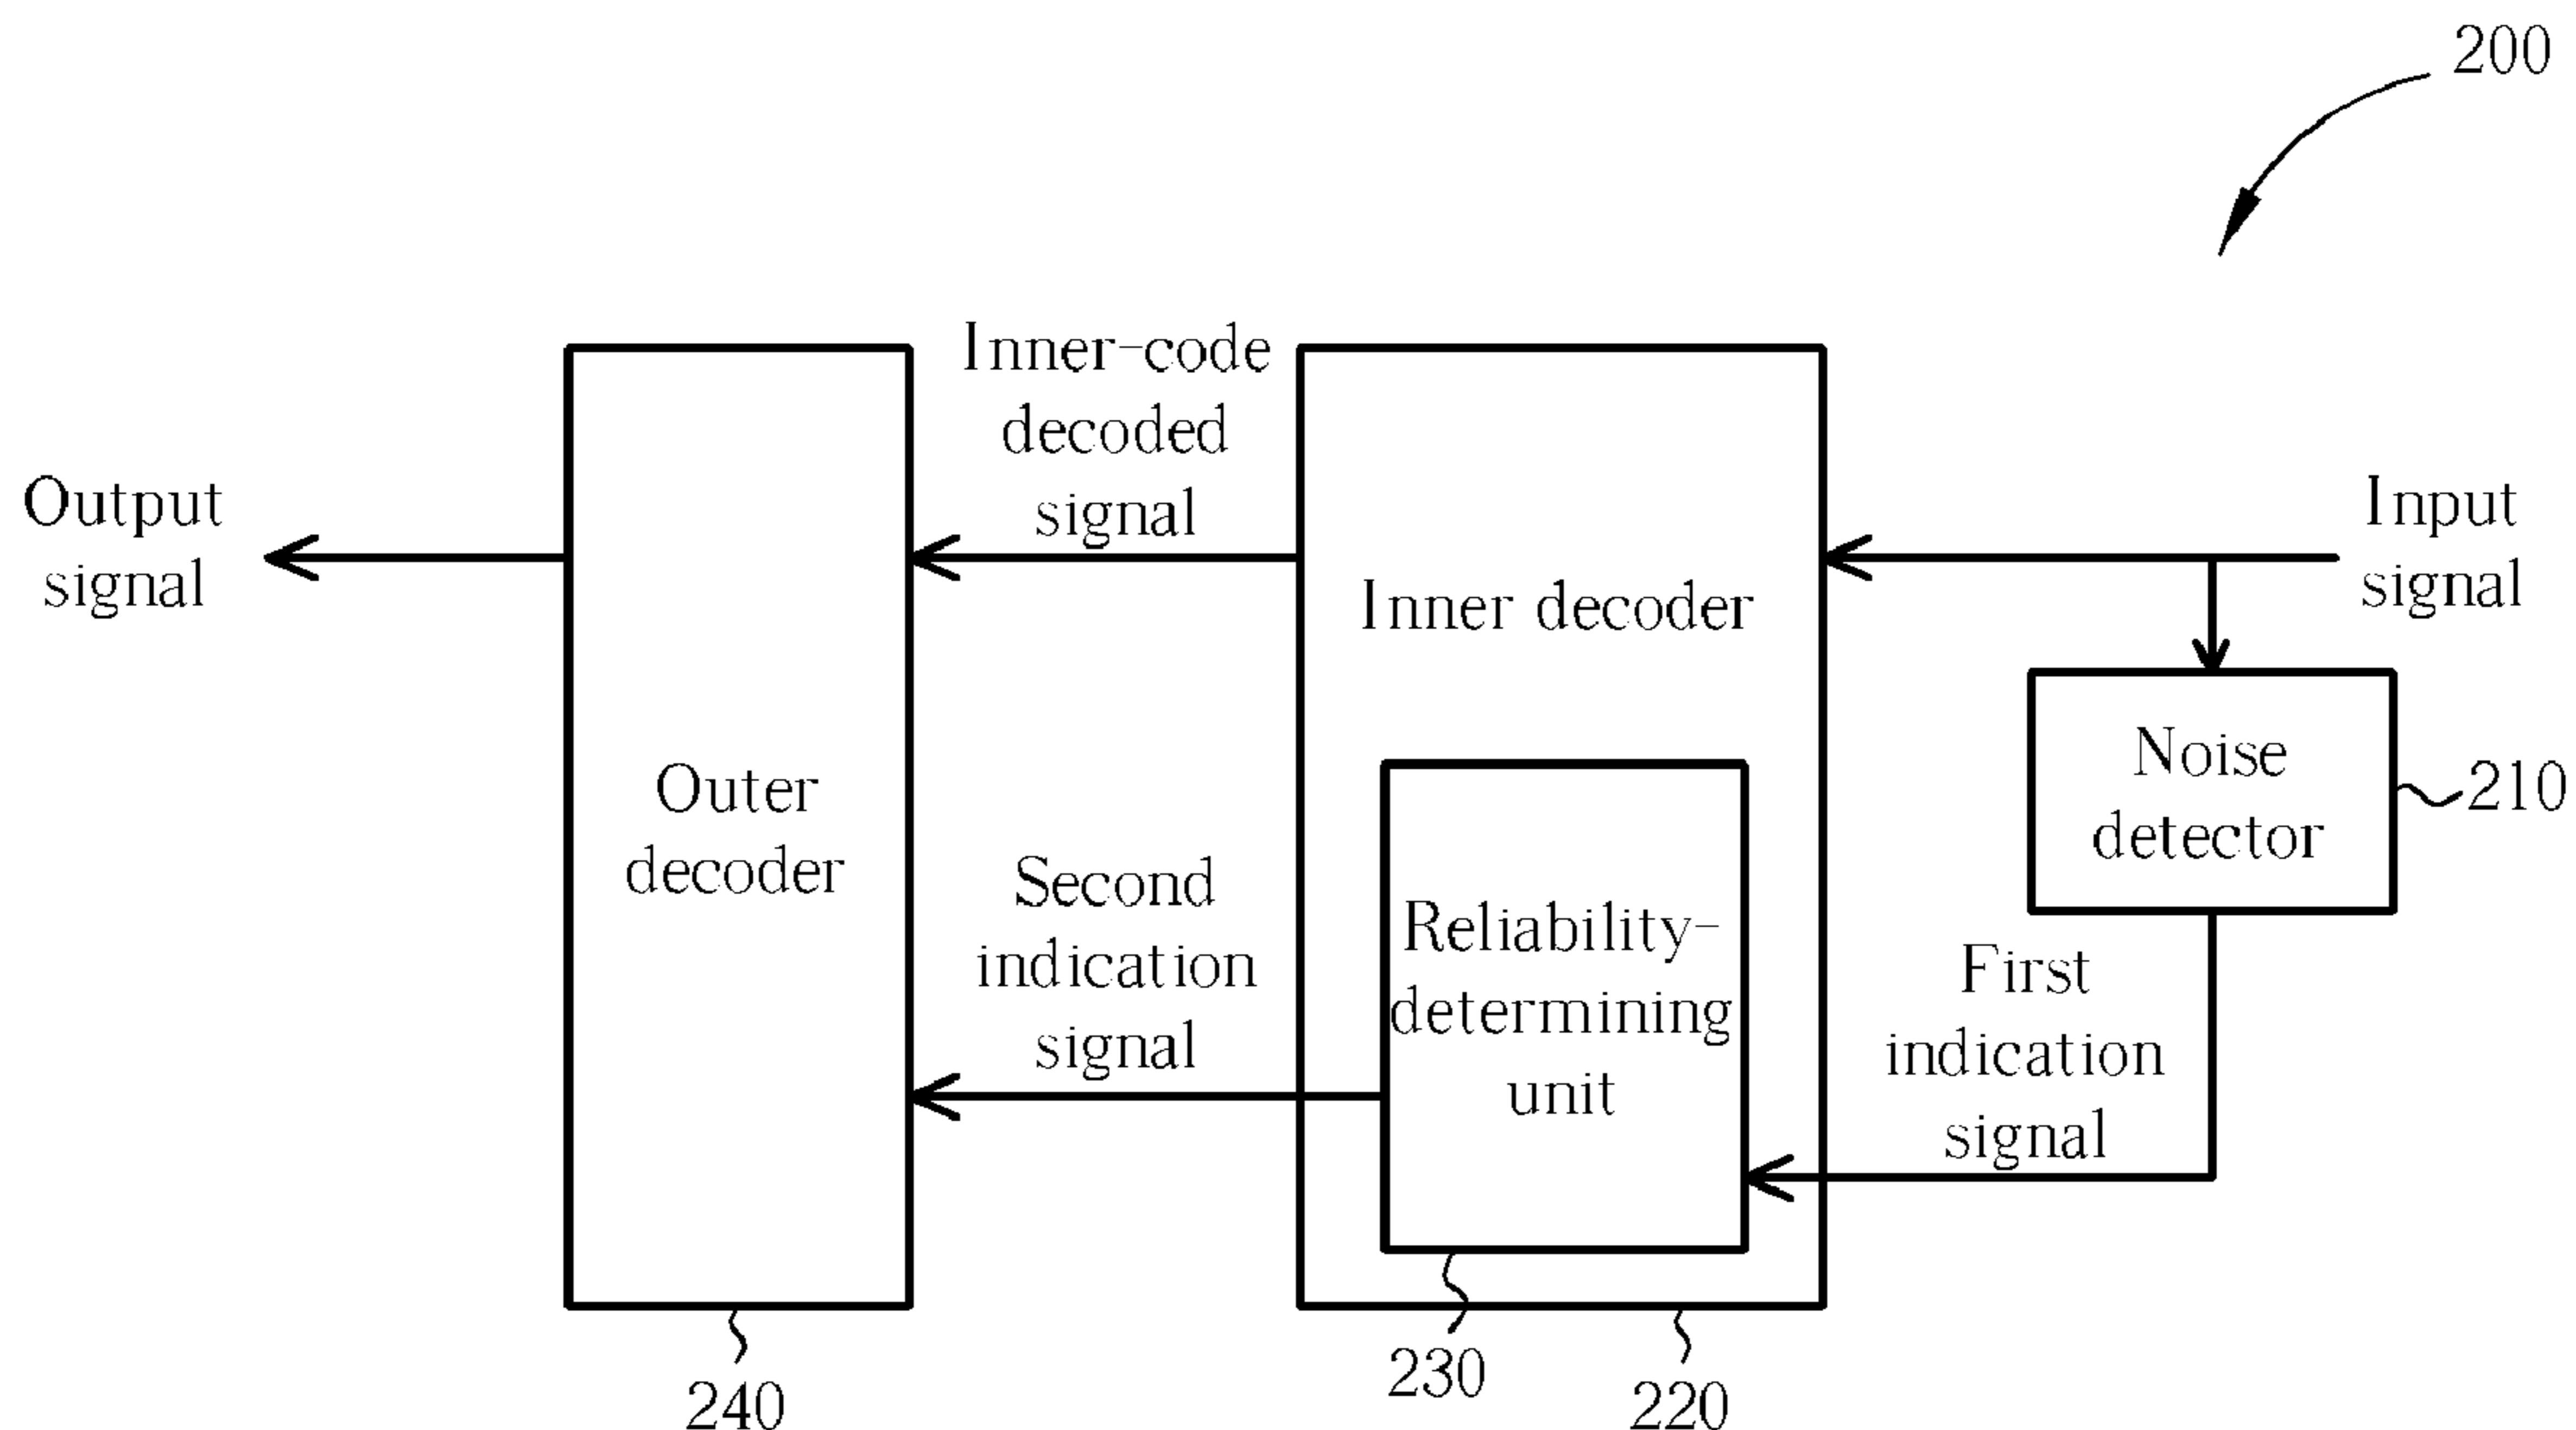 200
Inner-code
decoded
signal
Output
signal
Input
signal
Inner decoder
Noise
detector
210
Outer
decoder
Second
indication
signal
Reliability-
determining
unit
First
indication
signal
230
220
240